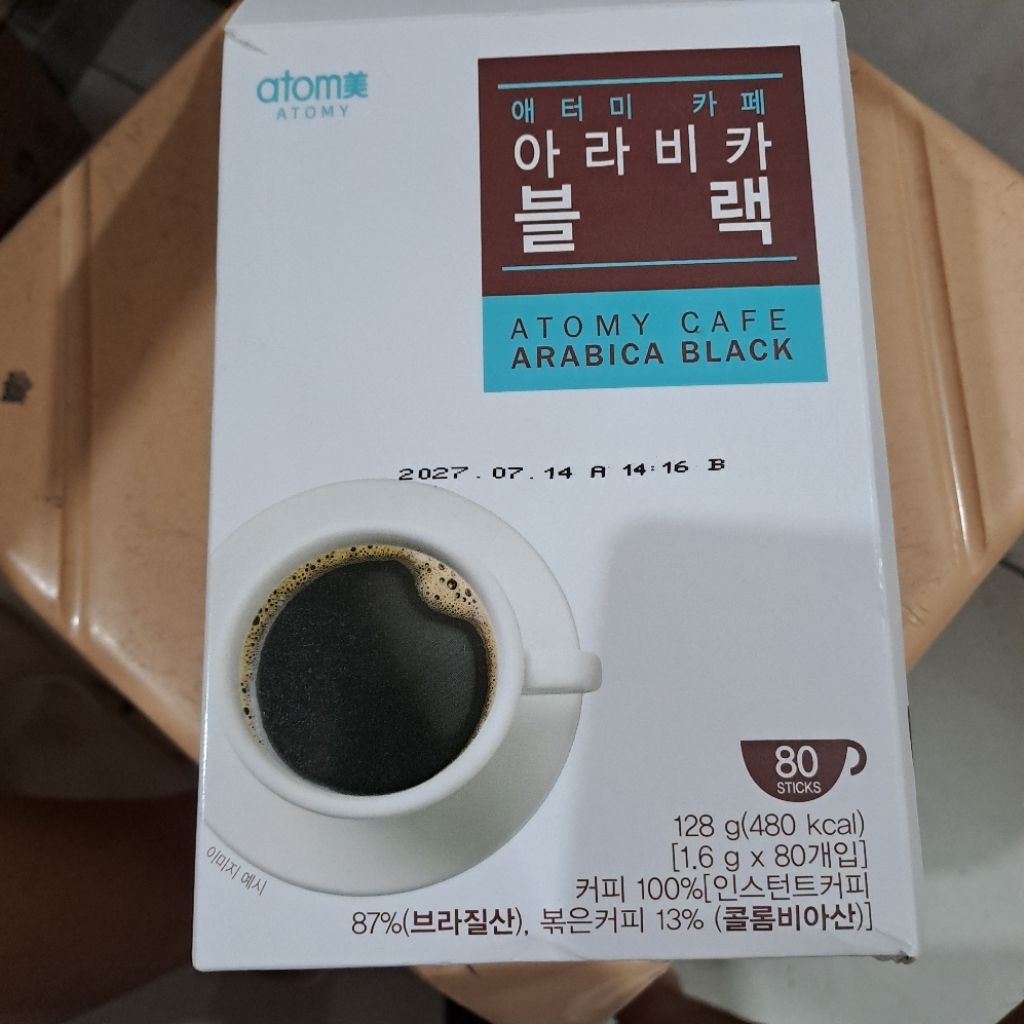 atom美
ATOMY
애터미 카페
아라비카
블랙
ATOMY CAFE
ARABICA BLACK
2027.07.14 A 14:16 B
80
STICKS
128 g(480 kcal)
[1.6 g x 80개입]
커피 100%[인스턴트커피
87%(브라질산), 볶은커피 13% (콜롬비아산)]
이미지 예시